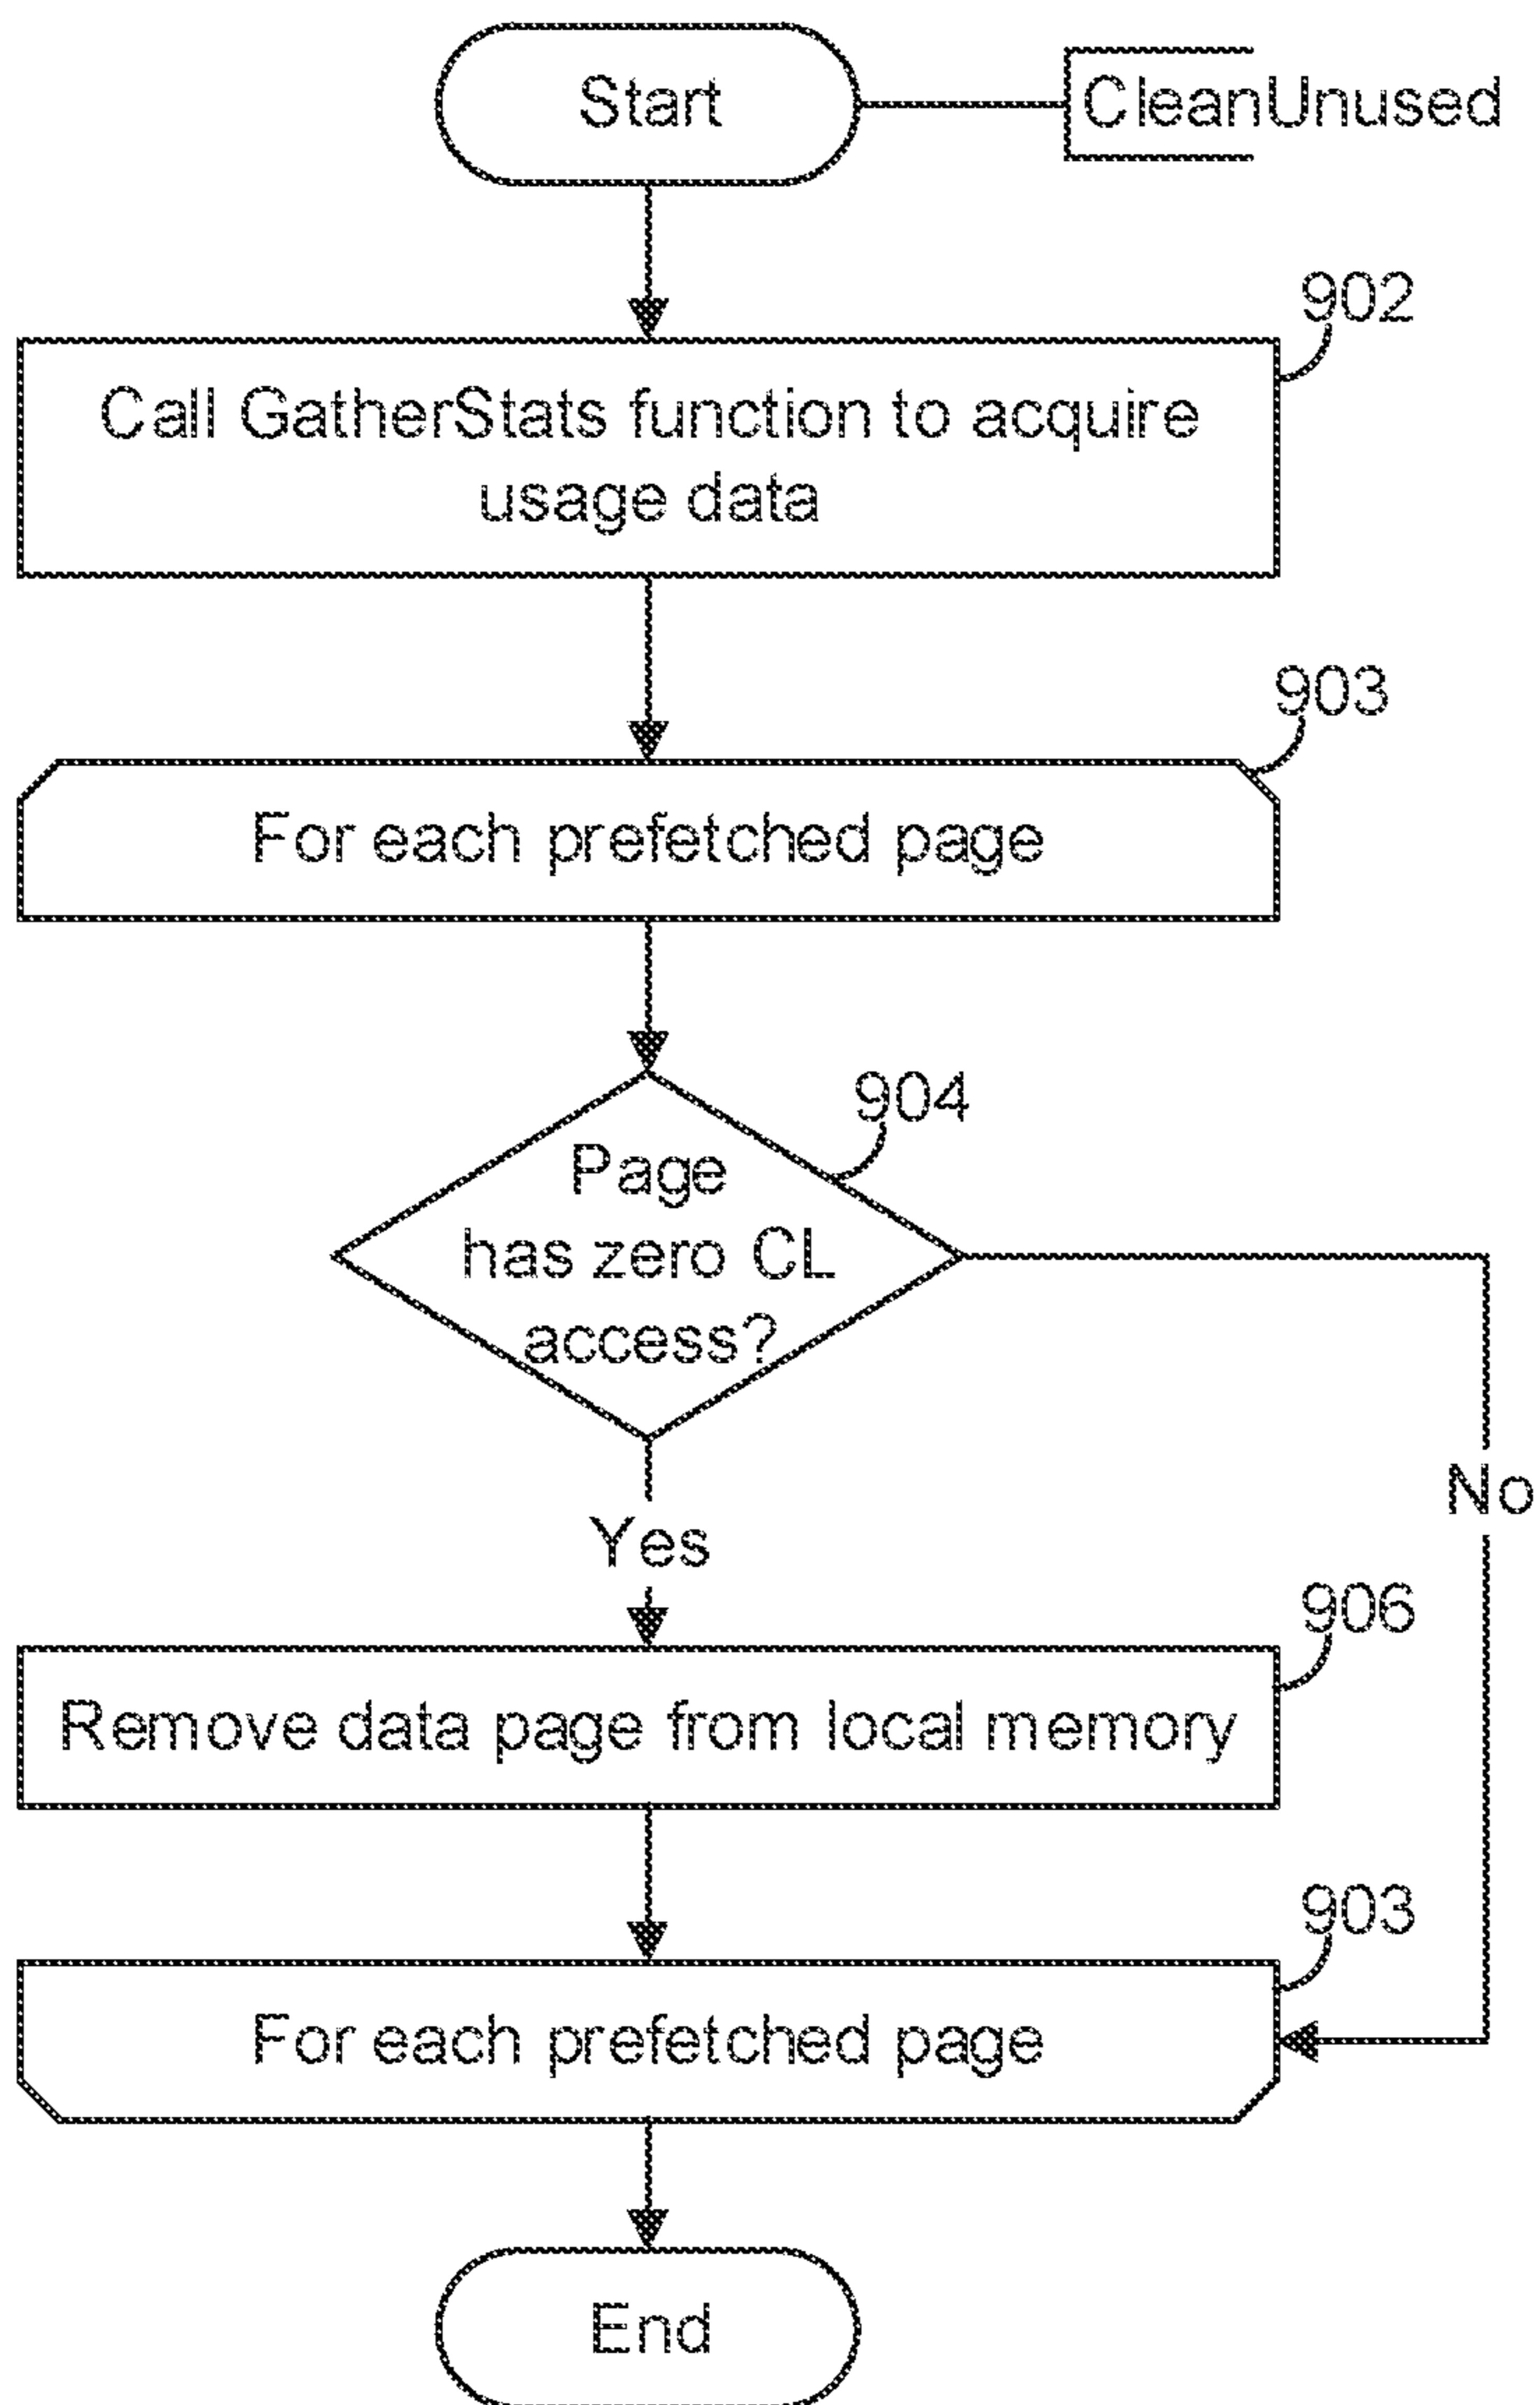 Start
CleanUnused
902
Call GatherStats function to acquire
usage data
903
For each prefetched page
904
Page
has zero CL
access?
No
Yes
906
Remove data page from local memory
903
For each prefetched page
End